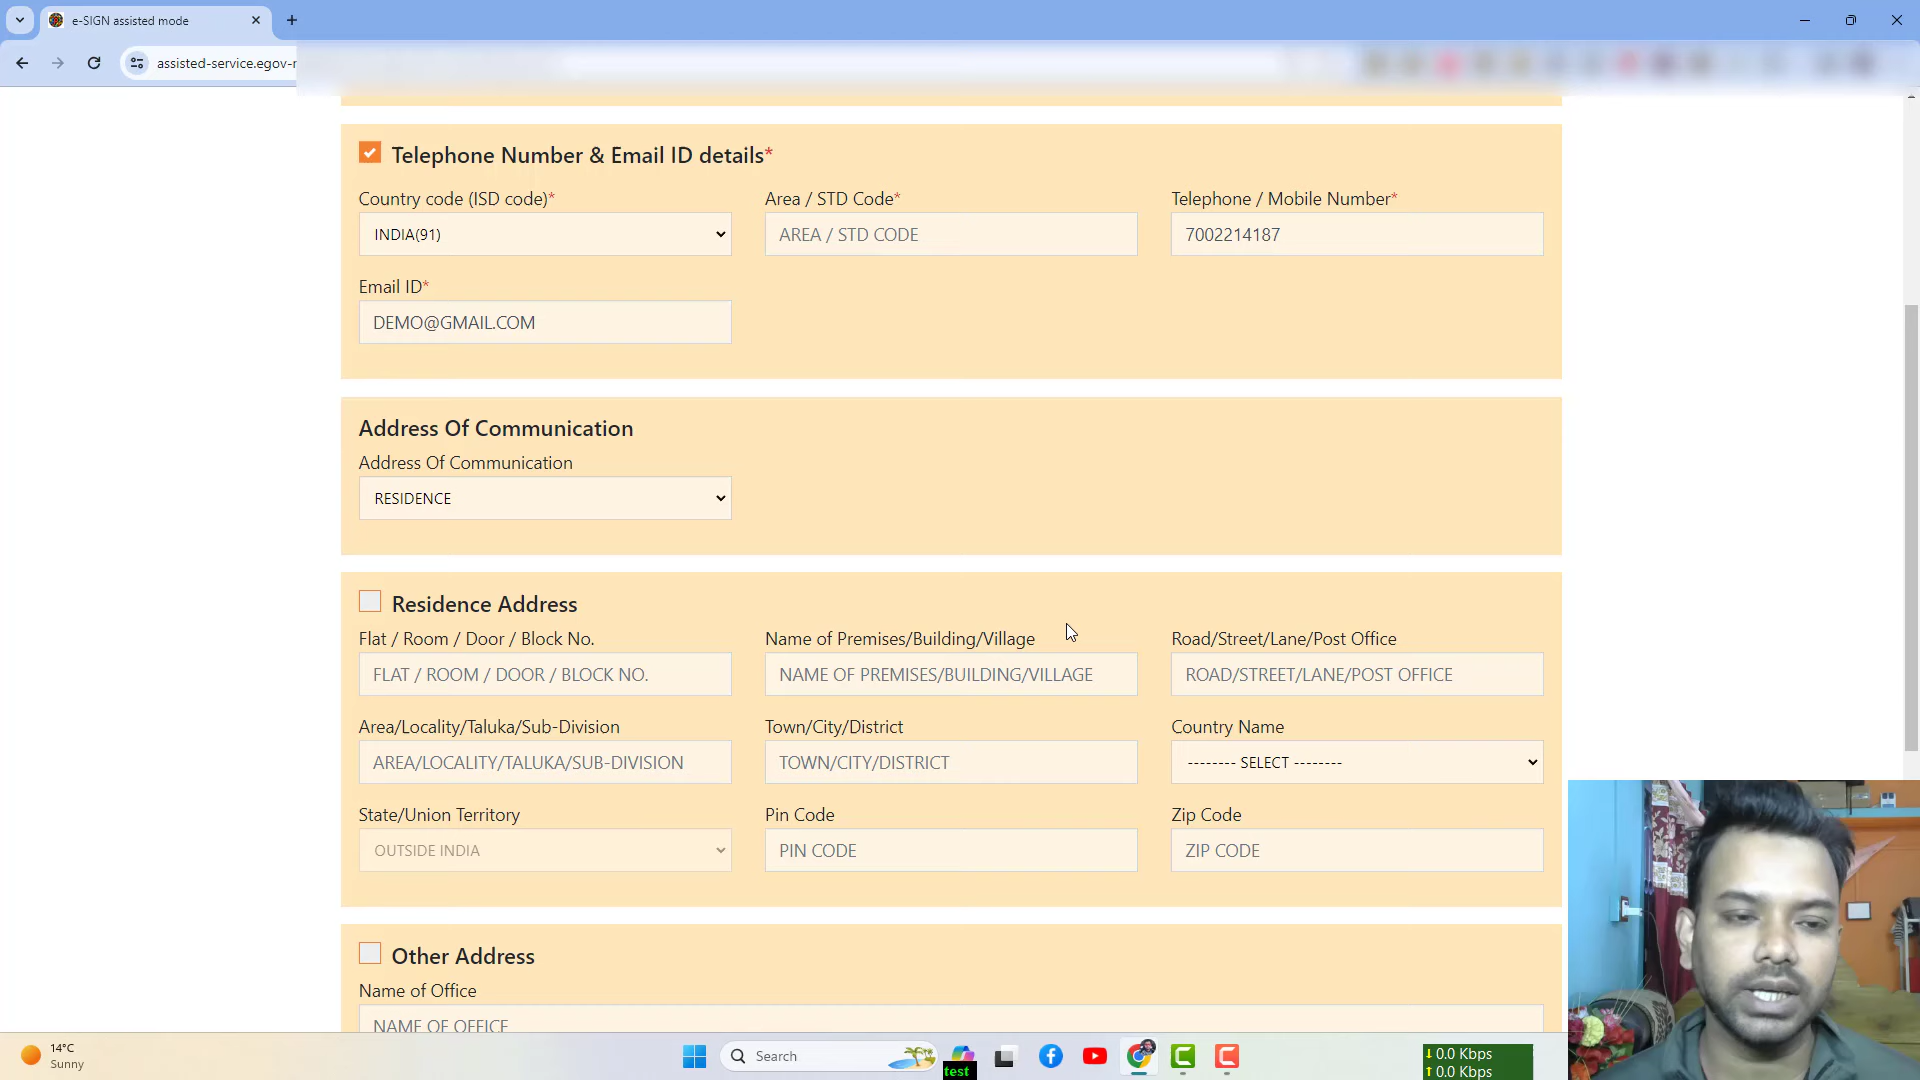 e-SIGN assisted mode
assisted-service.egov-
Telephone Number & Email ID details*
Country code (ISD code)*
Area / STD Code*
Telephone / Mobile Number*
INDIA(91)
AREA / STD CODE
7002214187
Email ID*
DEMO@GMAIL.COM
Address Of Communication
Address Of Communication
RESIDENCE
Residence Address
Flat / Room / Door / Block No.
Name of Premises/Building/Village
Road/Street/Lane/Post Office
FLAT / ROOM / DOOR / BLOCK NO.
NAME OF PREMISES/BUILDING/VILLAGE
ROAD/STREET/LANE/POST OFFICE
Area/Locality/Taluka/Sub-Division
Town/City/District
Country Name
AREA/LOCALITY/TALUKA/SUB-DIVISION
TOWN/CITY/DISTRICT
-------- SELECT --------
State/Union Territory
Pin Code
Zip Code
OUTSIDE INDIA
PIN CODE
ZIP CODE
Other Address
Name of Office
NAME OF OFFICE
14°C
Sunny
Search
test
↓ 0.0 Kbps
↑ 0.0 Kbps